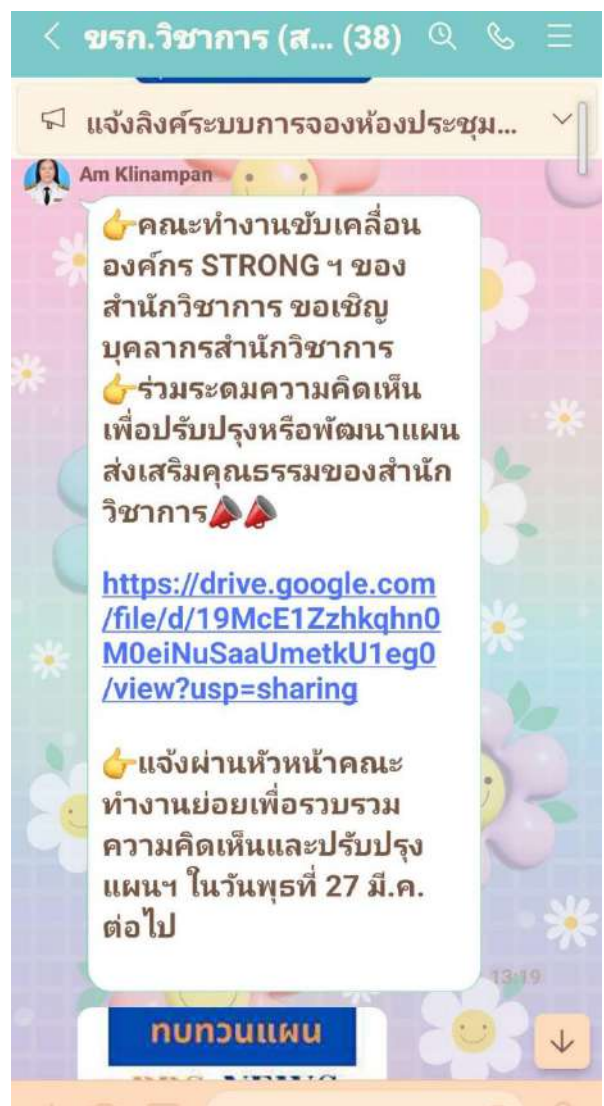 ขรก.วิชาการ (ส... (38)
แจ้งลิงค์ระบบการจองห้องประชุม...
Am Klinampan
👉คณะทำงานขับเคลื่อน
องค์กร STRONG ฯ ของ
สำนักวิชาการ ขอเชิญ
บุคลากรสำนักวิชาการ
👉ร่วมระดมความคิดเห็น
เพื่อปรับปรุงหรือพัฒนาแผน
ส่งเสริมคุณธรรมของสำนัก
วิชาการ📣📣
https://drive.google.com
/file/d/19McE1Zzhkqhn0
M0eiNuSaaUmetkU1eg0
/view?usp=sharing
👉แจ้งผ่านหัวหน้าคณะ
ทำงานย่อยเพื่อรวบรวม
ความคิดเห็นและปรับปรุง
แผนฯ ในวันพุธที่ 27 มี.ค.
ต่อไป
13:19
ทบทวนแผน